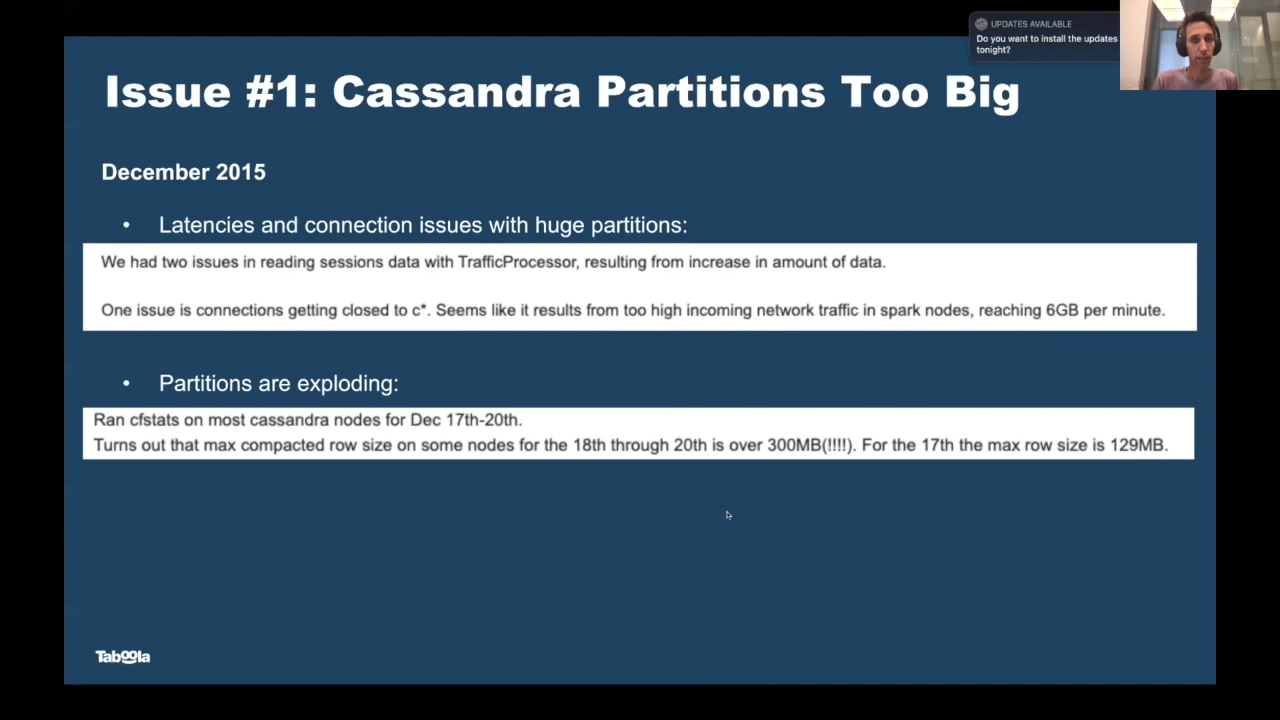 UPDATES AVAILABLE
Do you want to install the updates
tonight?
Issue #1: Cassandra Partitions Too Big
December 2015
• Latencies and connection issues with huge partitions:
We had two issues in reading sessions data with TrafficProcessor, resulting from increase in amount of data.
One issue is connections getting closed to c*. Seems like it results from too high incoming network traffic in spark nodes, reaching 6GB per minute.
• Partitions are exploding:
Ran cfstats on most cassandra nodes for Dec 17th-20th.
Turns out that max compacted row size on some nodes for the 18th through 20th is over 300MB(!!!!). For the 17th the max row size is 129MB.
Taboola